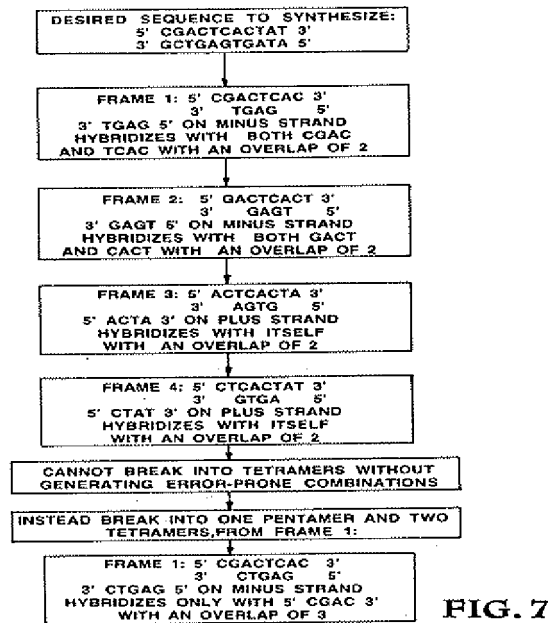 DESIRED SEQUENCE TO SYNTHESIZE:
5' CGACTCACTAT 3'
3' GCTGAGTGATA 5'
FRAME 1: 5' CGACTCAC 3'
3' TGAG 5'
3' TGAG 5' ON MINUS STRAND
HYBRIDIZES WITH BOTH CGAC
AND TCAC WITH AN OVERLAP OF 2
FRAME 2: 5' GACTCACT 3'
3' GAGT 5'
3' GAGT 5' ON MINUS STRAND
HYBRIDIZES WITH BOTH GACT
AND CACT WITH AN OVERLAP OF 2
FRAME 3: 5' ACTCACTA 3'
3' AGTG 5'
5' ACTA 3' ON PLUS STRAND
HYBRIDIZES WITH ITSELF
WITH AN OVERLAP OF 2
FRAME 4: 5' CTCACTAT 3'
3' GTGA 5'
5' CTAT 3' ON PLUS STRAND
HYBRIDIZES WITH ITSELF
WITH AN OVERLAP OF 2
CANNOT BREAK INTO TETRAMERS WITHOUT
GENERATING ERROR-PRONE COMBINATIONS
INSTEAD BREAK INTO ONE PENTAMER AND TWO
TETRAMERS,FROM FRAME 1:
FRAME 1: 5' CGACTCAC 3'
3' CTGAG 5'
3' CTGAG 5' ON MINUS STRAND
HYBRIDIZES ONLY WITH 5' CGAC 3'
WITH AN OVERLAP OF 3
FIG. 7